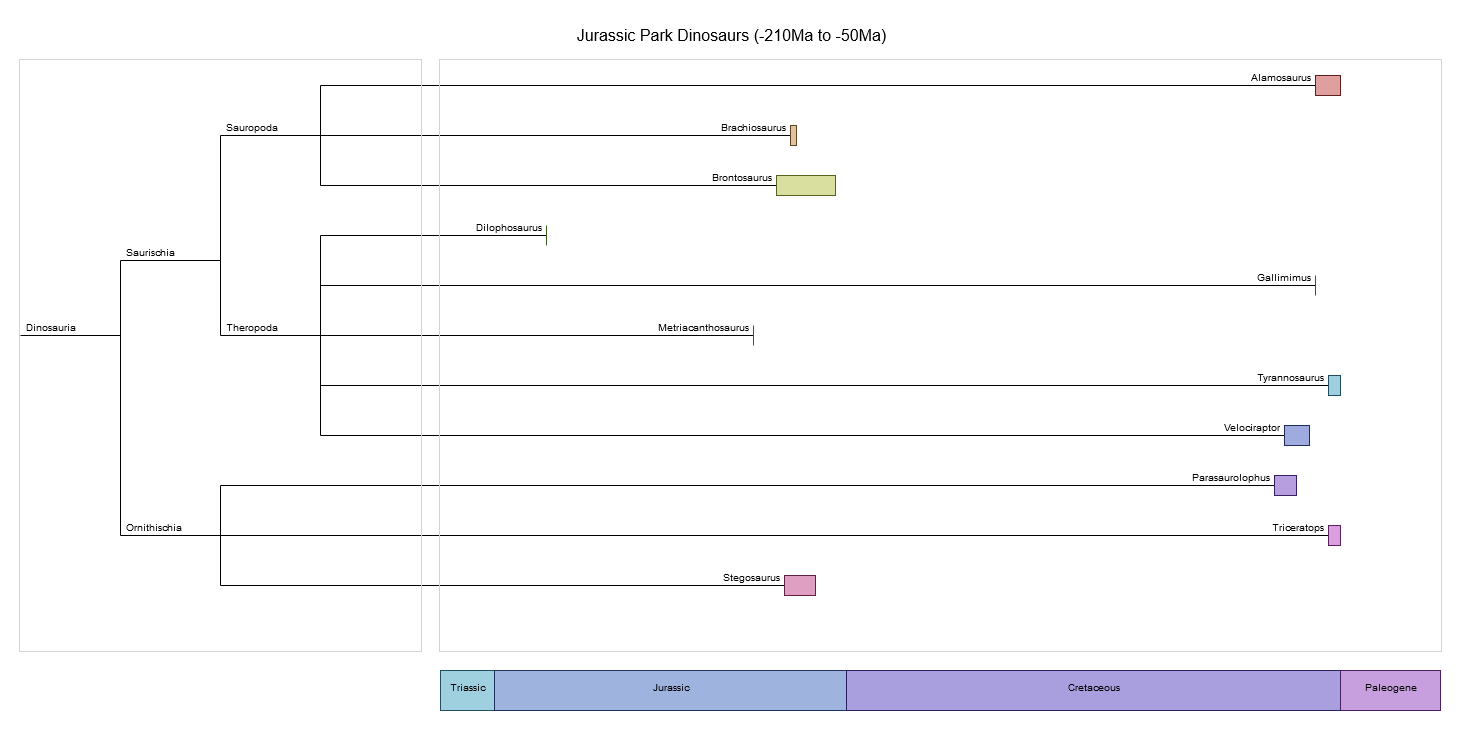 Jurassic Park Dinosaurs (-210Ma to -50Ma)
Alamosaurus
Sauropoda
Brachiosaurus
Brontosaurus
Dilophosaurus
Saurischia
Gallimimus
Dinosauria
Theropoda
Metriacanthosaurus
Tyrannosaurus
Velociraptor
Parasaurolophus
Ornithischia
Triceratops
Stegosaurus
Triassic
Jurassic
Cretaceous
Paleogene